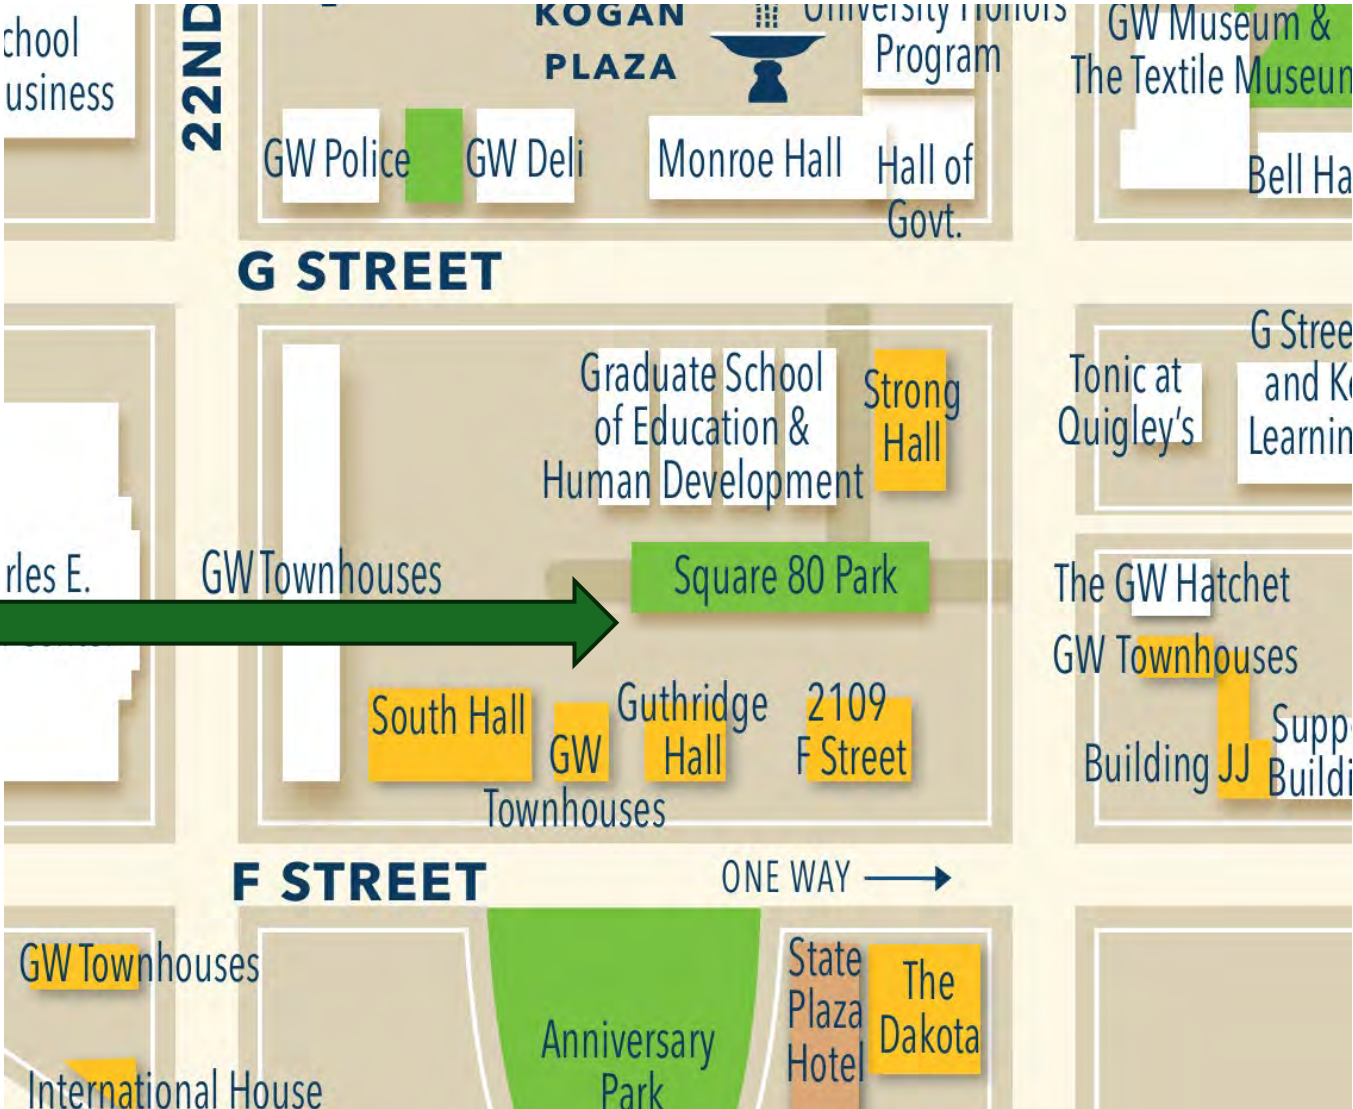 22ND
KOGAN
PLAZA
Program
GW Museum &
The Textile Museum
GW Police
GW Deli
Monroe Hall
Hall of
Govt.
G STREET
Graduate School
of Education &
Human Development
Strong
Hall
Tonic at
Quigley's
GW Townhouses
Square 80 Park
The GW Hatchet
GW Townhouses
South Hall
GW
Townhouses
Guthridge
Hall
2109
F Street
Building JJ
F STREET
ONE WAY
GW Townhouses
International House
Anniversary
Park
State
Plaza
Hotel
The
Dakota